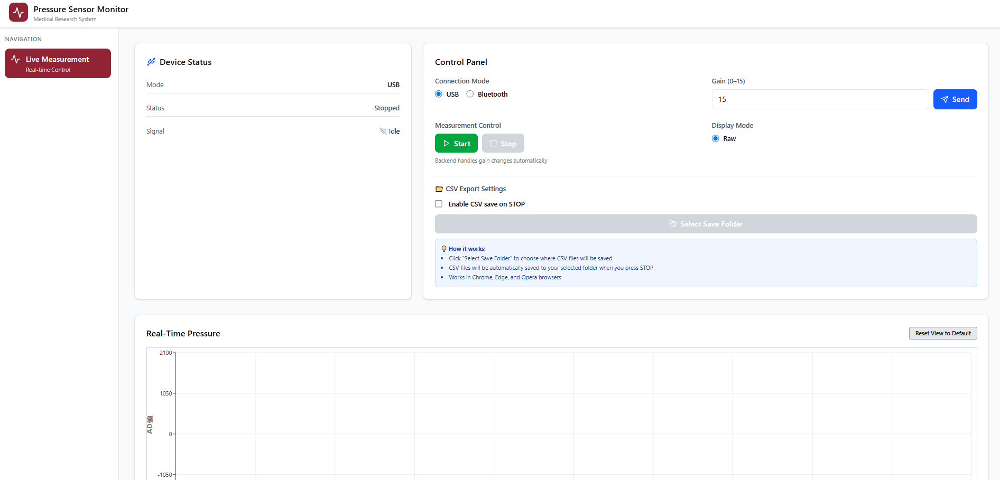 Pressure Sensor Monitor
Medical Research System
NAVIGATION
Live Measurement
Real-time Control
Device Status
Mode
USB
Status
Stopped
Signal
Idle
Control Panel
Connection Mode
USB
Bluetooth
Gain (0–15)
15
Send
Measurement Control
Start
Stop
Backend handles gain changes automatically
Display Mode
Raw
CSV Export Settings
Enable CSV save on STOP
Select Save Folder
How it works:
Click "Select Save Folder" to choose where CSV files will be saved
CSV files will be automatically saved to your selected folder when you press STOP
Works in Chrome, Edge, and Opera browsers
Real-Time Pressure
Reset View to Default
2100
1050
0
-1050
AD値